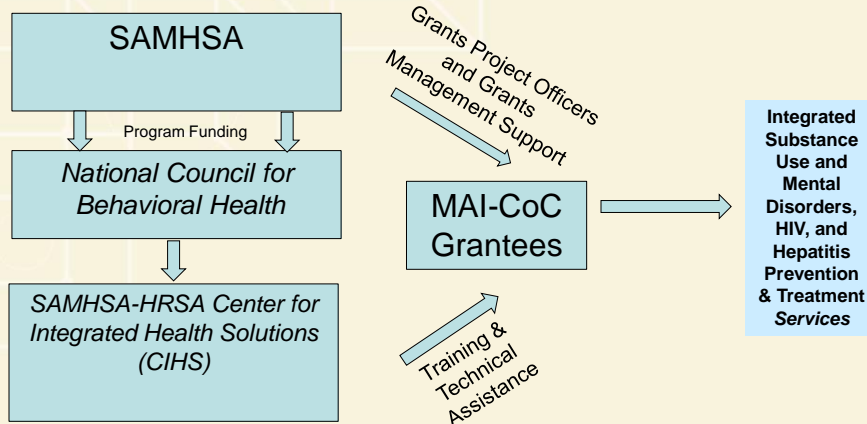 SAMHSA
Program Funding
National Council for
Behavioral Health
SAMHSA-HRSA Center for
Integrated Health Solutions
(CIHS)
Grants Project Officers
and Grants
Management Support
MAI-CoC
Grantees
Training &
Technical
Assistance
Integrated
Substance
Use and
Mental
Disorders,
HIV, and
Hepatitis
Prevention
& Treatment
Services